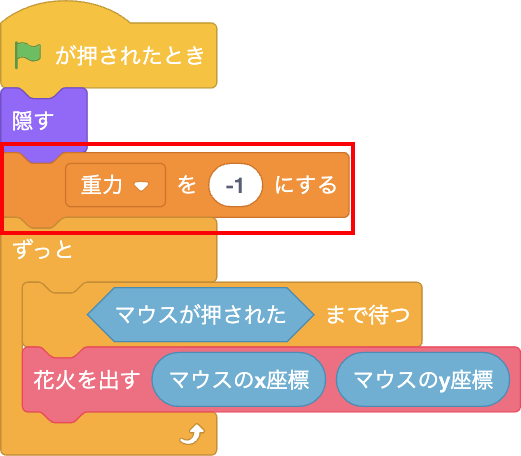 が押されたとき
隠す
重力 を -1 にする
ずっと
マウスが押された まで待つ
花火を出す マウスのx座標 マウスのy座標